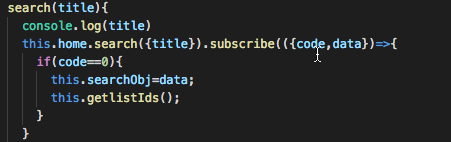 search(title){
console.log(title)
this.home.search({title}).subscribe(({code,data})=>{
if(code==0){
this.searchObj=data;
this.getlistIds();
}
}